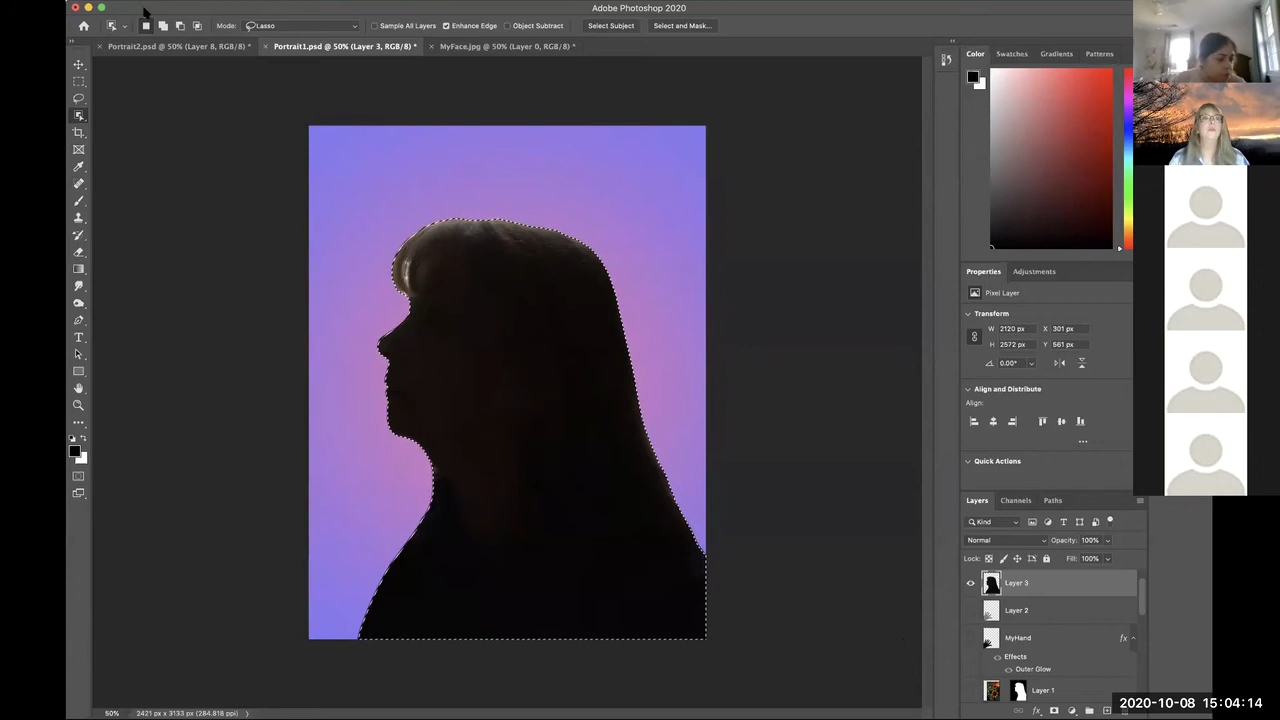 Adobe Photoshop 2020
Mode: Lasso Sample All Layers Enhance Edge Object Subtract Select Subject Select and Mask...
× Portrait2.psd @ 50% (Layer 8, RGB/8) * × Portrait1.psd @ 50% (Layer 3, RGB/8) * × MyFace.jpg @ 50% (Layer 0, RGB/8) *
Color Swatches Gradients Patterns
Properties Adjustments
Pixel Layer
Transform
W 2120 px X 301 px
H 2572 px Y 561 px
0.00°
Align and Distribute
Align:
...
Quick Actions
Layers Channels Paths
Kind
Normal Opacity: 100%
Lock: Fill: 100%
Layer 3
Layer 2
MyHand fx
Effects
Outer Glow
Layer 1
50% 2421 px x 3133 px (284.818 ppi)
fx
2020-10-08 15:04:14